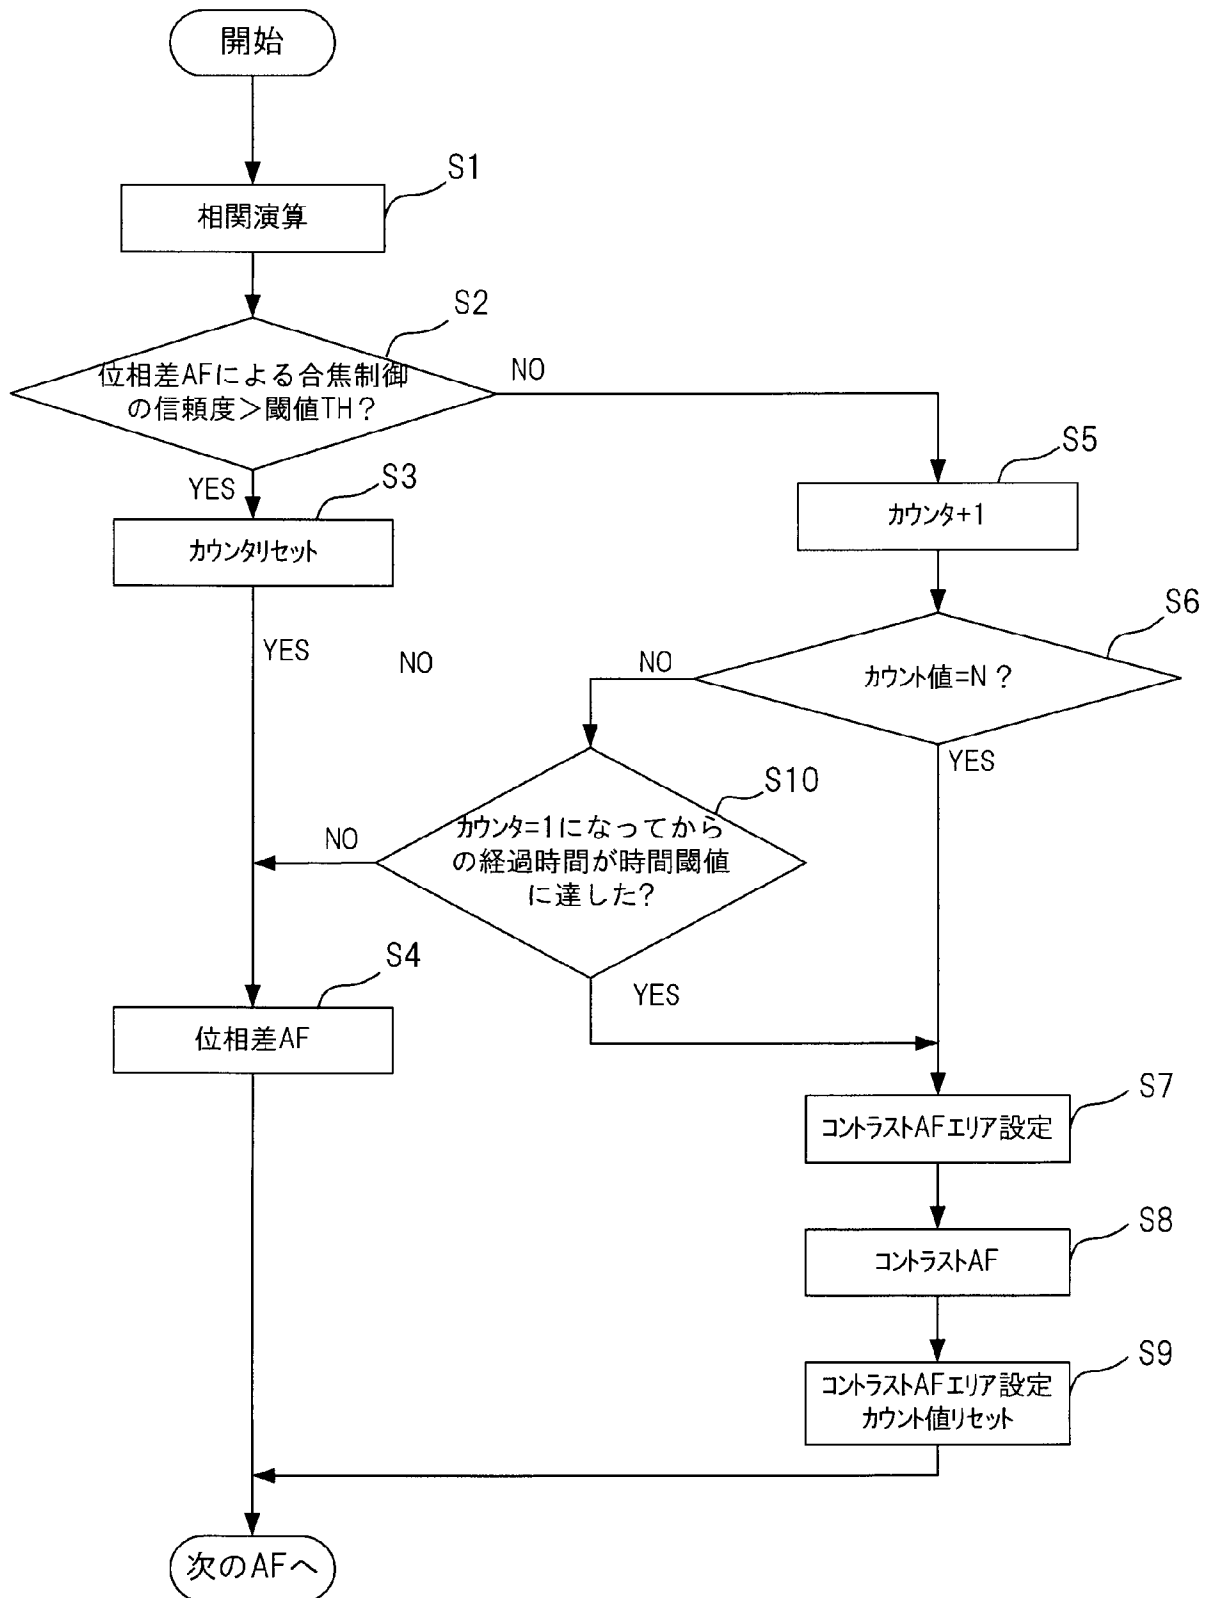 開始
S1
相関演算
S2
位相差AFによる合焦制御
の信頼度＞閾値TH？
NO
YES
S3
カウンタリセット
S5
カウンタ+1
YES
NO
S6
カウント値=N？
NO
YES
S10
カウンタ=1になってから
の経過時間が時間閾値
に達した？
NO
YES
S4
位相差AF
S7
コントラストAFエリア設定
S8
コントラストAF
S9
コントラストAFエリア設定
カウント値リセット
次のAFへ